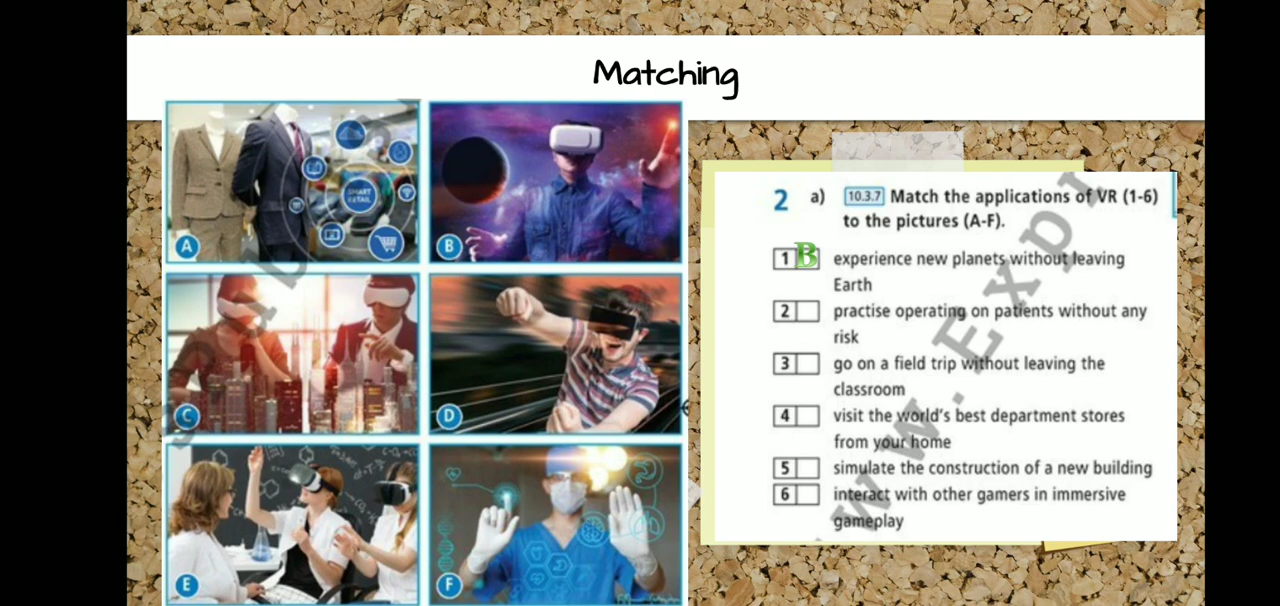 Matching
A
SMART
RETAIL
B
C
D
E
F
2 a) 10.3.7 Match the applications of VR (1-6)
to the pictures (A-F).
1 B experience new planets without leaving
Earth
2 practise operating on patients without any
risk
3 go on a field trip without leaving the
classroom
4 visit the world's best department stores
from your home
5 simulate the construction of a new building
6 interact with other gamers in immersive
gameplay